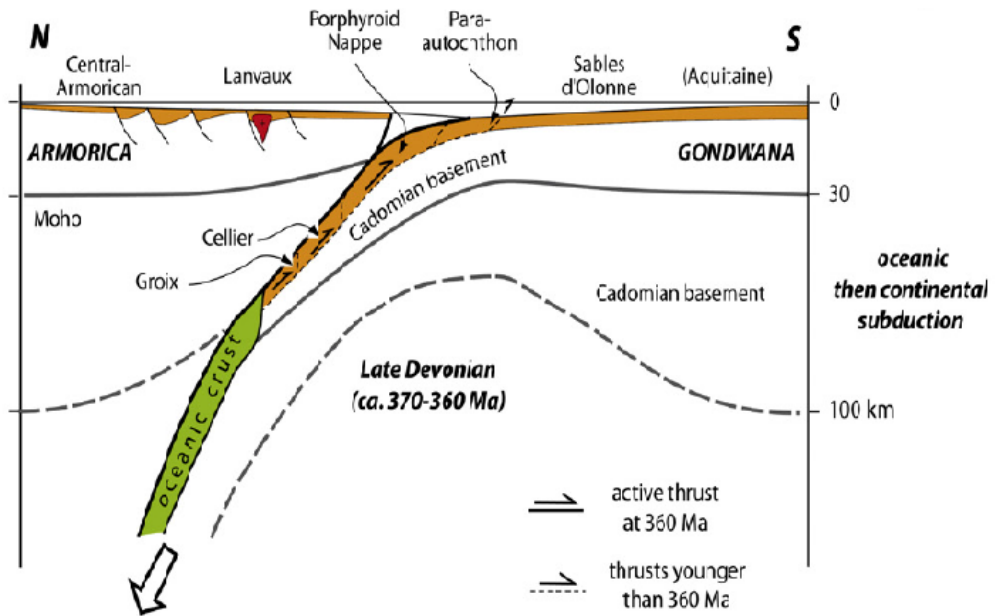 N
S
Central-
Armorican
Lanvaux
Forphyroid
Nappe
Para-
autochthon
Sables
d'Olonne
(Aquitaine)
0
ARMORICA
GONDWANA
Cadomian basement
30
Moho
Cellier
Groix
Cadomian basement
oceanic
then continental
subduction
oceanic crust
Late Devonian
(ca. 370-360 Ma)
100 km
active thrust
at 360 Ma
thrusts younger
than 360 Ma